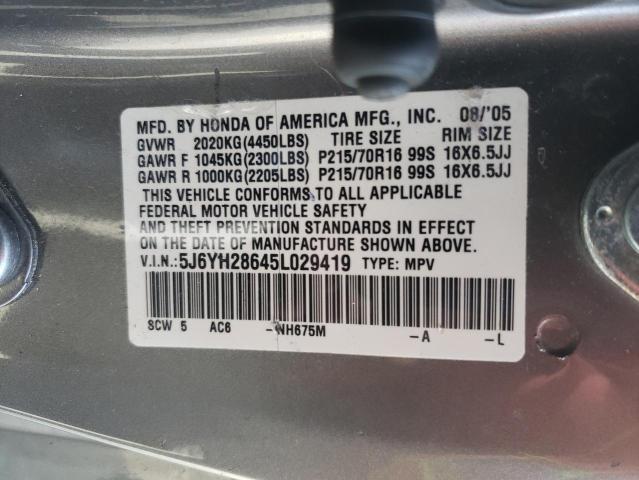 MFD. BY HONDA OF AMERICA MFG., INC. 08/'05
GVWR 2020KG(4450LBS) TIRE SIZE RIM SIZE
GAWR F 1045KG(2300LBS) P215/70R16 99S 16X6.5JJ
GAWR R 1000KG(2205LBS) P215/70R16 99S 16X6.5JJ
THIS VEHICLE CONFORMS TO ALL APPLICABLE
FEDERAL MOTOR VEHICLE SAFETY
AND THEFT PREVENTION STANDARDS IN EFFECT
ON THE DATE OF MANUFACTURE SHOWN ABOVE.
V.I.N.:5J6YH28645L029419 TYPE: MPV
SCW 5 AC6 -NH675M -A -L